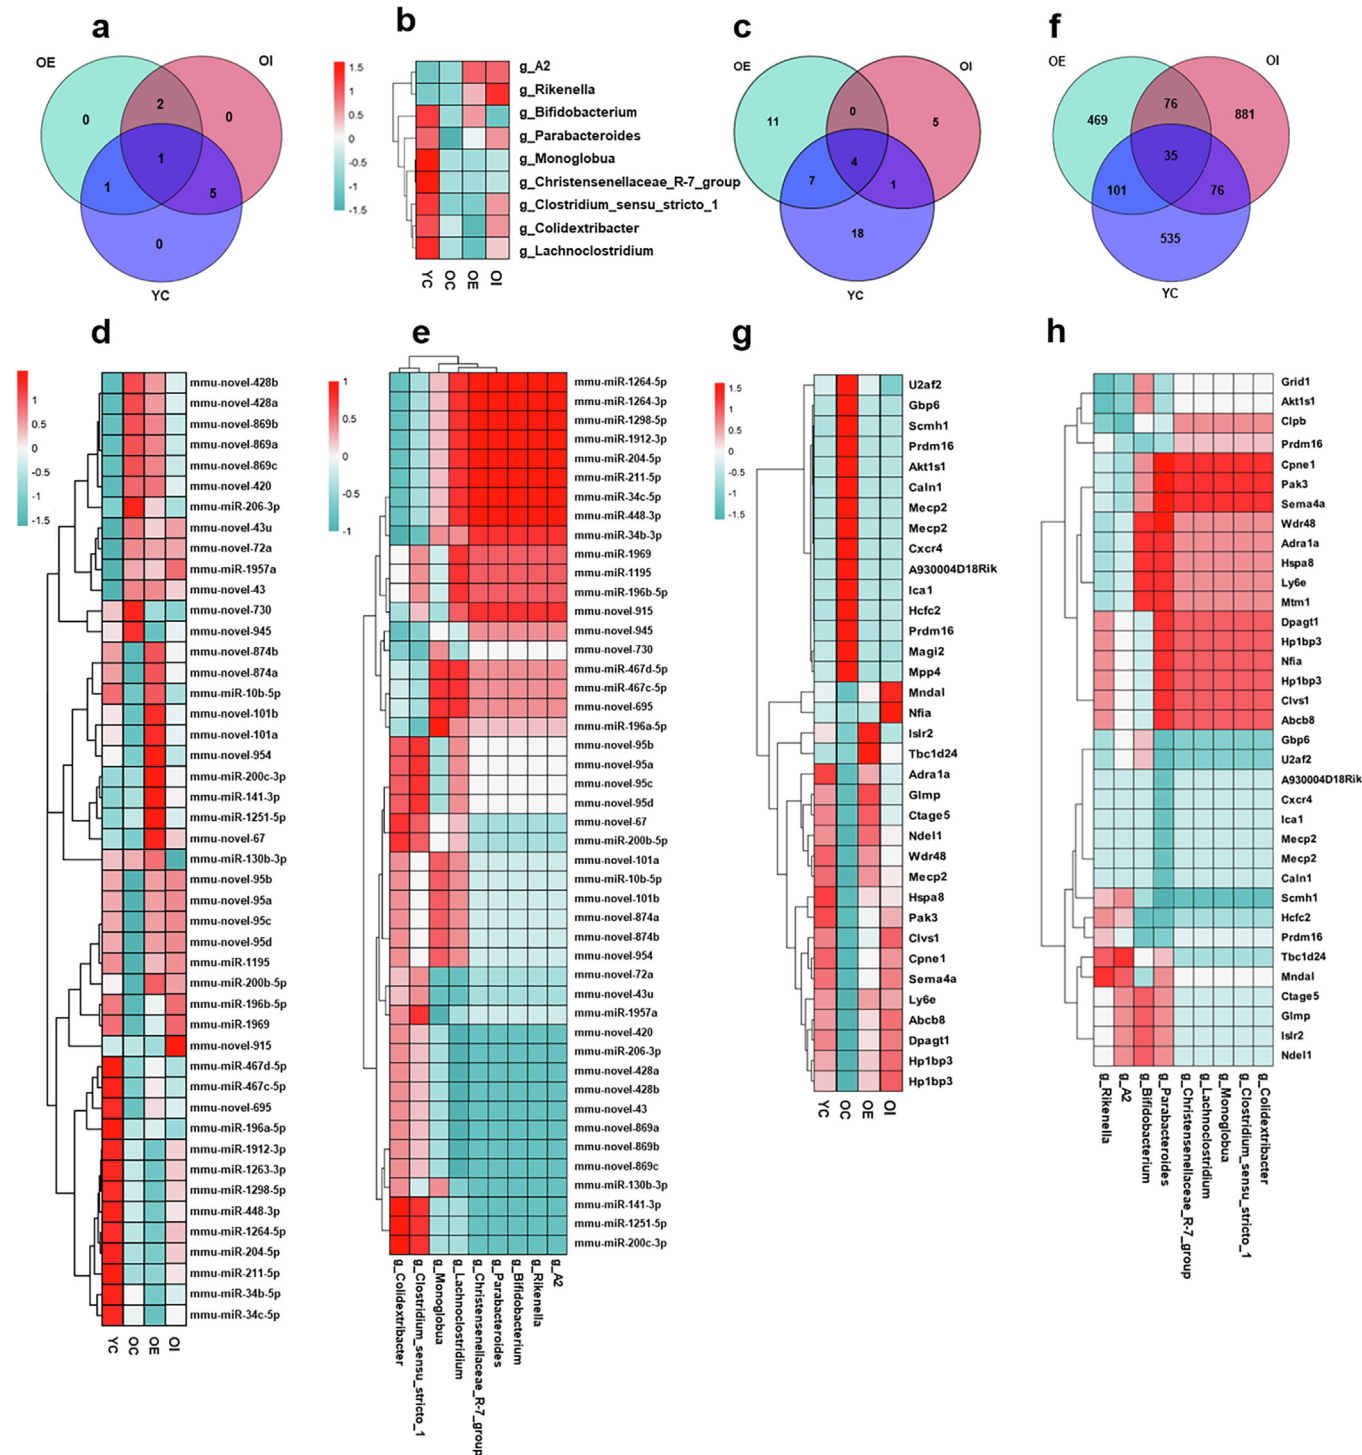 a
OE
OI
2
0
0
1
1
5
0
YC
b
1.5
1
0.5
0
-0.5
-1
-1.5
g_A2
g_Rikenella
g_Bifidobacterium
g_Parabacteroides
g_Monoglobua
g_Christensenellaceae_R-7_group
g_Clostridium_sensu_stricto_1
g_Colidextribacter
g_Lachnoclostridium
YC
OC
OE
OI
c
OE
OI
11
0
5
4
7
1
18
YC
f
OE
OI
76
469
881
35
101
76
535
YC
d
1
0.5
0
-0.5
-1
-1.5
mmu-novel-428b
mmu-novel-428a
mmu-novel-869b
mmu-novel-869a
mmu-novel-869c
mmu-novel-420
mmu-miR-206-3p
mmu-novel-43u
mmu-novel-72a
mmu-miR-1957a
mmu-novel-43
mmu-novel-730
mmu-novel-945
mmu-novel-874b
mmu-novel-874a
mmu-miR-10b-5p
mmu-novel-101b
mmu-novel-101a
mmu-novel-954
mmu-miR-200c-3p
mmu-miR-141-3p
mmu-miR-1251-5p
mmu-novel-67
mmu-miR-130b-3p
mmu-novel-95b
mmu-novel-95a
mmu-novel-95c
mmu-novel-95d
mmu-miR-1195
mmu-miR-200b-5p
mmu-miR-196b-5p
mmu-miR-1969
mmu-novel-915
mmu-miR-467d-5p
mmu-miR-467c-5p
mmu-novel-695
mmu-miR-196a-5p
mmu-miR-1912-3p
mmu-miR-1263-3p
mmu-miR-1298-5p
mmu-miR-448-3p
mmu-miR-1264-5p
mmu-miR-204-5p
mmu-miR-211-5p
mmu-miR-34b-5p
mmu-miR-34c-5p
YC
OC
OE
OI
e
1
0.5
0
-0.5
-1
mmu-miR-1264-5p
mmu-miR-1264-3p
mmu-miR-1298-5p
mmu-miR-1912-3p
mmu-miR-204-5p
mmu-miR-211-5p
mmu-miR-34c-5p
mmu-miR-448-3p
mmu-miR-34b-3p
mmu-miR-1969
mmu-miR-1195
mmu-miR-196b-5p
mmu-novel-915
mmu-novel-945
mmu-novel-730
mmu-miR-467d-5p
mmu-miR-467c-5p
mmu-novel-695
mmu-miR-196a-5p
mmu-novel-95b
mmu-novel-95a
mmu-novel-95c
mmu-novel-95d
mmu-novel-67
mmu-miR-200b-5p
mmu-novel-101a
mmu-miR-10b-5p
mmu-novel-101b
mmu-novel-874a
mmu-novel-874b
mmu-novel-954
mmu-novel-72a
mmu-novel-43u
mmu-miR-1957a
mmu-novel-420
mmu-miR-206-3p
mmu-novel-428a
mmu-novel-428b
mmu-novel-43
mmu-novel-869a
mmu-novel-869b
mmu-novel-869c
mmu-miR-130b-3p
mmu-miR-141-3p
mmu-miR-1251-5p
mmu-miR-200c-3p
g_Colidextribacter
g_Clostridium_sensu_stricto_1
g_Monoglobua
g_Lachnoclostridium
g_Christensenellaceae_R-7_group
g_Parabacteroides
g_Bifidobacterium
g_Rikenella
g_A2
g
1.5
1
0.5
0
-0.5
-1
-1.5
U2af2
Gbp6
Scmh1
Prdm16
Akt1s1
Caln1
Mecp2
Mecp2
Cxcr4
A930004D18Rik
Ica1
Hcfc2
Prdm16
Magi2
Mpp4
Mndal
Nfia
Islr2
Tbc1d24
Adra1a
Glmp
Ctage5
Ndel1
Wdr48
Mecp2
Hspa8
Pak3
Clvs1
Cpne1
Sema4a
Ly6e
Abcb8
Dpagt1
Hp1bp3
Hp1bp3
YC
OC
OE
OI
h
Grid1
Akt1s1
Clpb
Prdm16
Cpne1
Pak3
Sema4a
Wdr48
Adra1a
Hspa8
Ly6e
Mtm1
Dpagt1
Hp1bp3
Nfia
Hp1bp3
Clvs1
Abcb8
Gbp6
U2af2
A930004D18Rik
Cxcr4
Ica1
Mecp2
Mecp2
Caln1
Scmh1
Hcfc2
Prdm16
Tbc1d24
Mndal
Ctage5
Glmp
Islr2
Ndel1
g_Rikenella
g_A2
g_Bifidobacterium
g_Parabacteroides
g_Christensenellaceae_R-7_group
g_Lachnoclostridium
g_Monoglobua
g_Clostridium_sensu_stricto_1
g_Colidextribacter